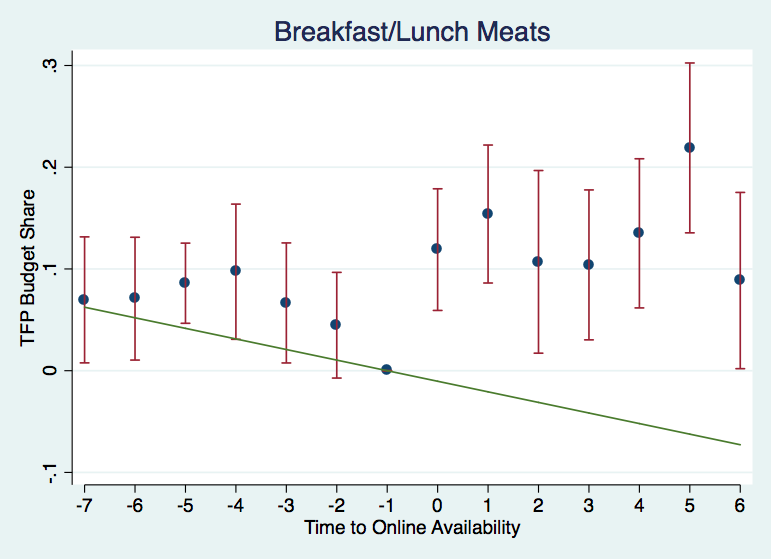 Breakfast/Lunch Meats
TFP Budget Share
.3
.2
.1
0
-.1
-7 -6 -5 -4 -3 -2 -1 0 1 2 3 4 5 6
Time to Online Availability